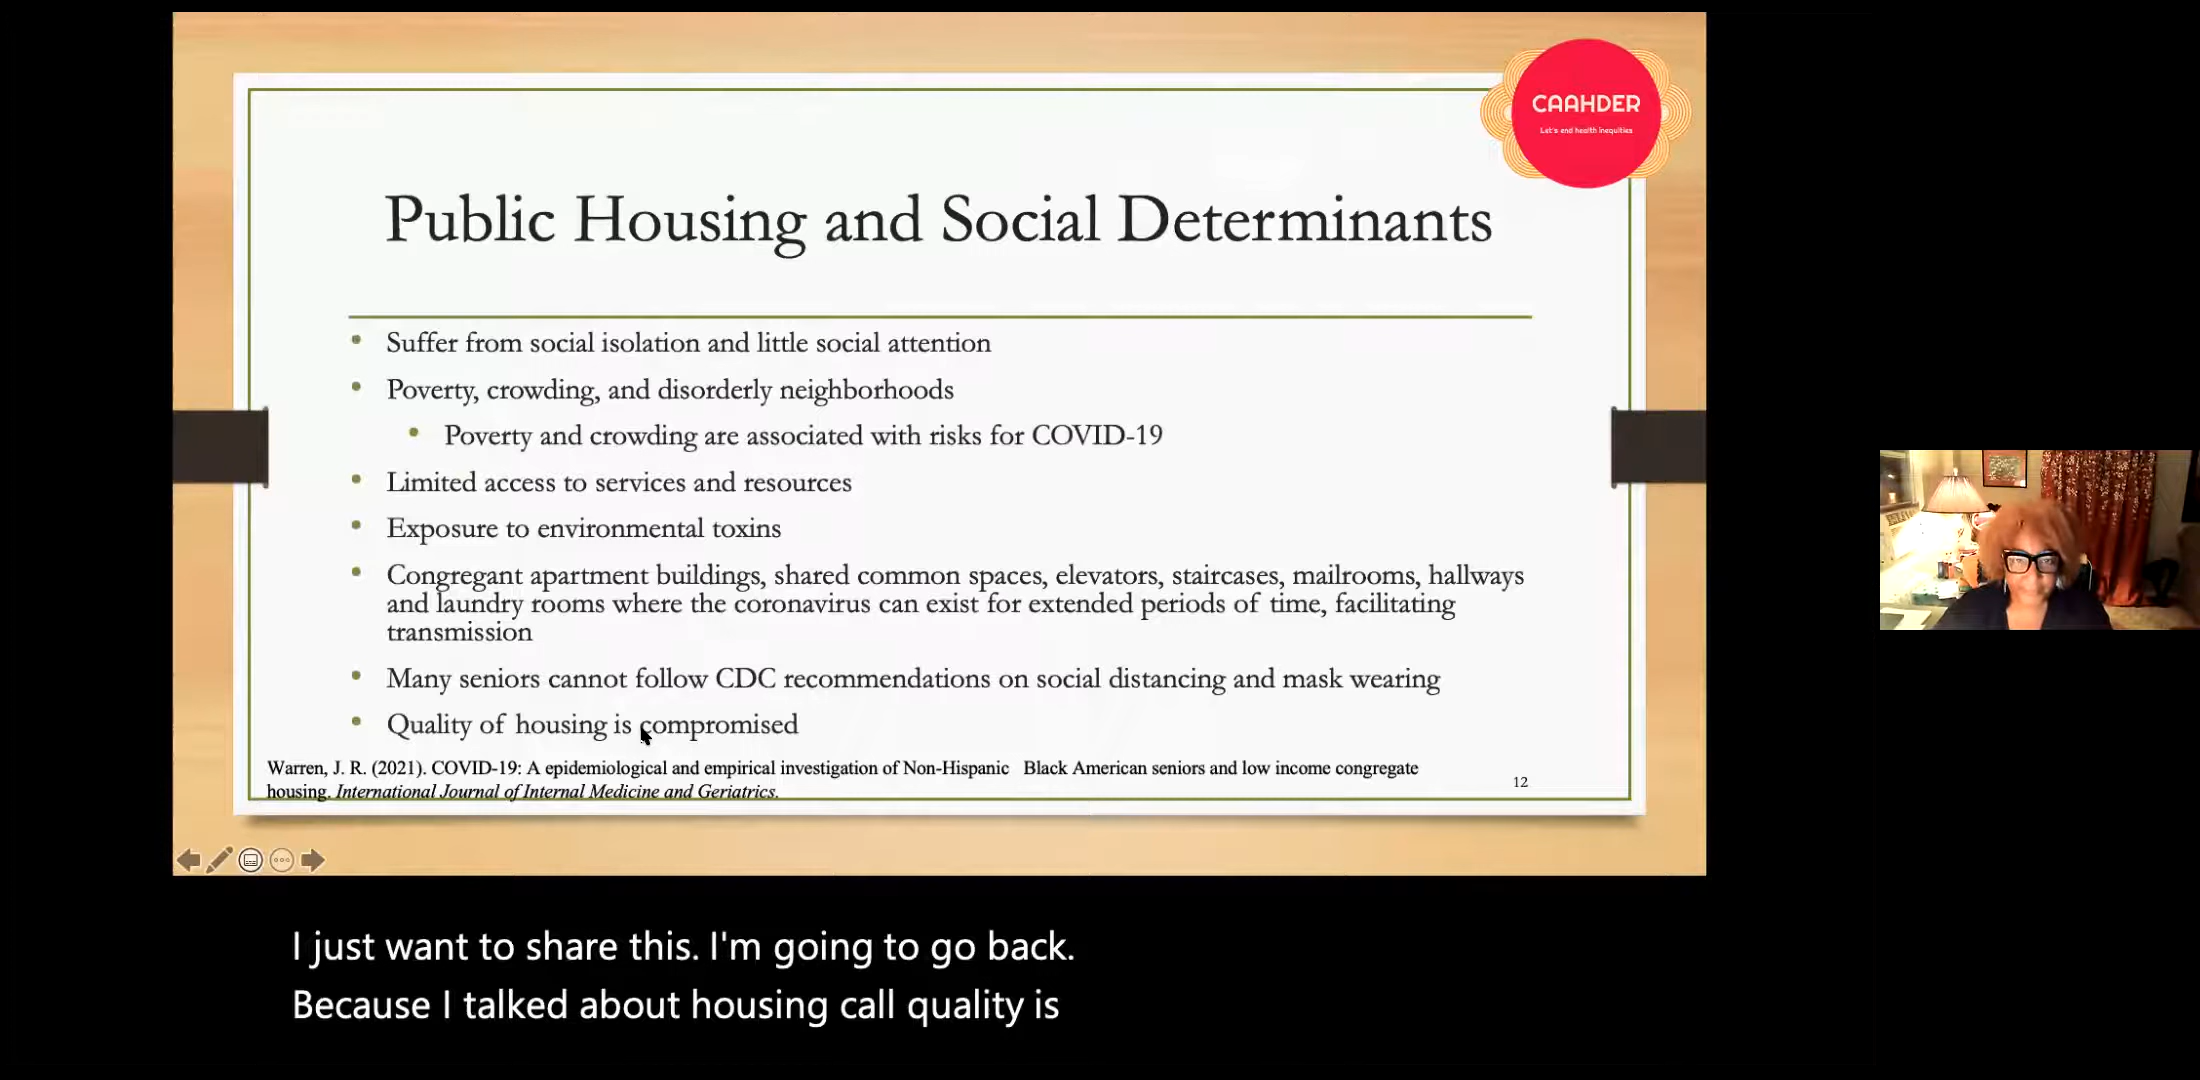 CAAHDER
Let's end health inequities
Public Housing and Social Determinants
• Suffer from social isolation and little social attention
• Poverty, crowding, and disorderly neighborhoods
• Poverty and crowding are associated with risks for COVID-19
• Limited access to services and resources
• Exposure to environmental toxins
• Congregant apartment buildings, shared common spaces, elevators, staircases, mailrooms, hallways
and laundry rooms where the coronavirus can exist for extended periods of time, facilitating
transmission
• Many seniors cannot follow CDC recommendations on social distancing and mask wearing
• Quality of housing is compromised
Warren, J. R. (2021). COVID-19: A epidemiological and empirical investigation of Non-Hispanic Black American seniors and low income congregate
housing. International Journal of Internal Medicine and Geriatrics.
12
I just want to share this. I'm going to go back.
Because I talked about housing call quality is